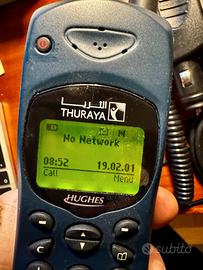 الثريا
THURAYA
No Network
08:52 19.02.01
Call Menu
HUGHES
C
subito